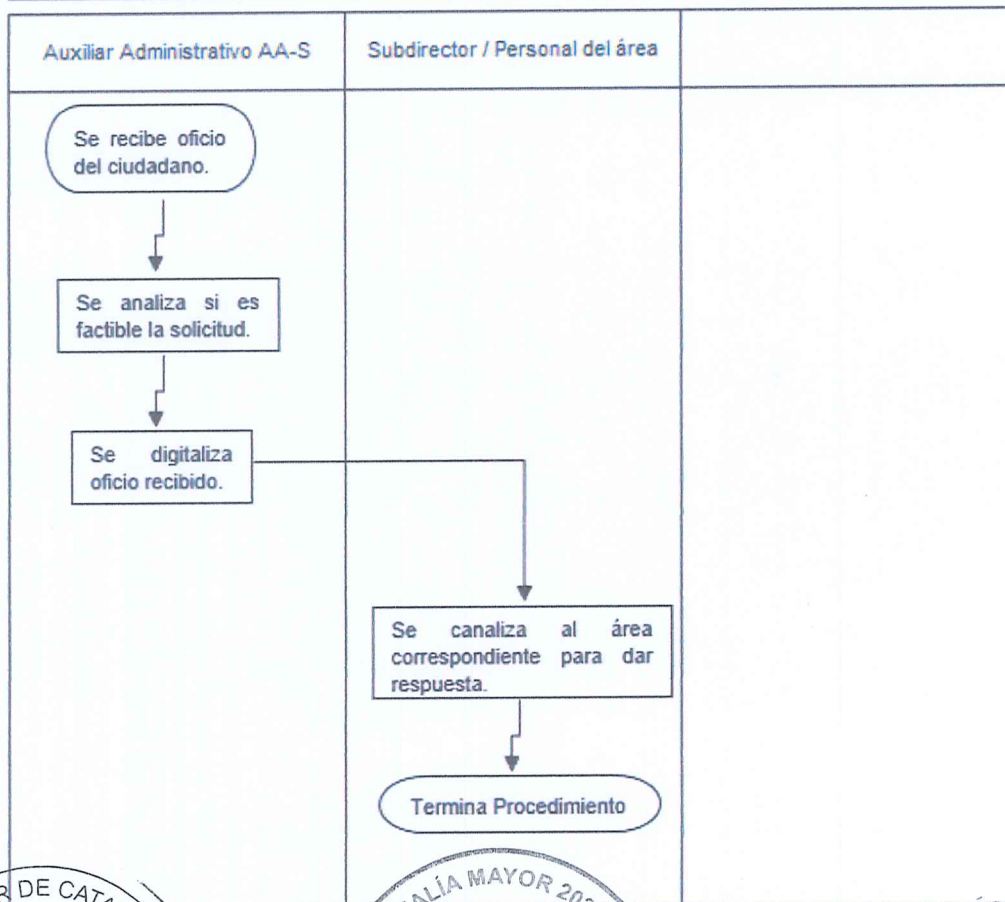 Auxiliar Administrativo AA-S
Subdirector / Personal del área
Se recibe oficio
del ciudadano.
Se analiza si es
factible la solicitud.
Se digitaliza
oficio recibido.
Se canaliza al área
correspondiente para dar
respuesta.
Termina Procedimiento
DE
MAYOR